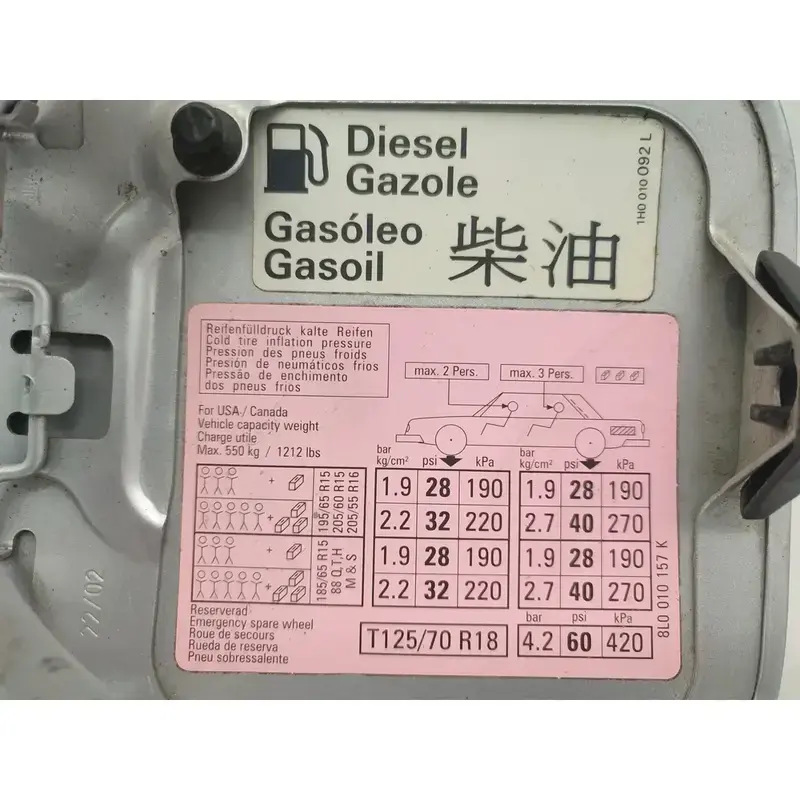 Diesel
Gazole
Gasóleo
Gasoil
柴油
1H0 010 092 L
Reifenfülldruck kalte Reifen
Cold tire inflation pressure
Pression des pneus froids
Presión de neumáticos frios
Pressão de enchimento
dos pneus frios
max. 2 Pers.
max. 3 Pers.
For USA / Canada
Vehicle capacity weight
Charge utile
Max. 550 kg / 1212 lbs
bar
kg/cm² psi kPa
bar
kg/cm² psi kPa
195/65 R15
205/60 R15
205/55 R16
+ 1.9 28 190 1.9 28 190
+ 2.2 32 220 2.7 40 270
185/65 R15
88 Q,T,H
M & S
+ 1.9 28 190 1.9 28 190
+ 2.2 32 220 2.7 40 270
Reserverad
Emergency spare wheel
Roue de secours
Rueda de reserva
Pneu sobressalente
bar psi kPa
T125/70 R18 4.2 60 420
8L0 010 157 K
22/02